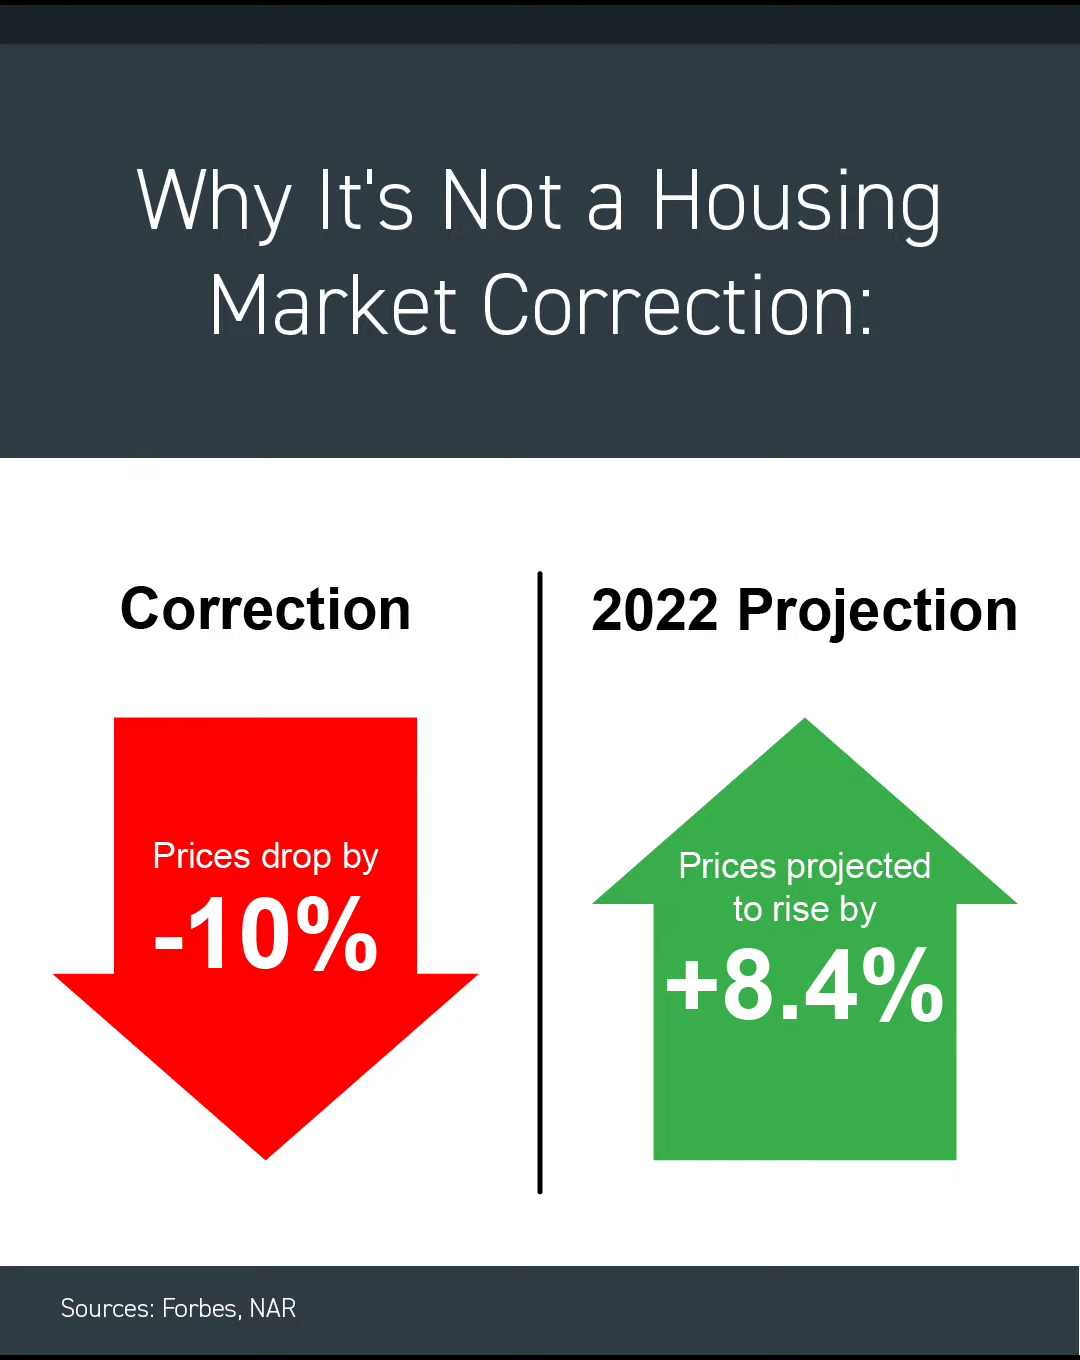 Why It's Not a Housing
Market Correction:
Correction
Prices drop by
-10%
2022 Projection
Prices projected
to rise by
+8.4%
Sources: Forbes, NAR